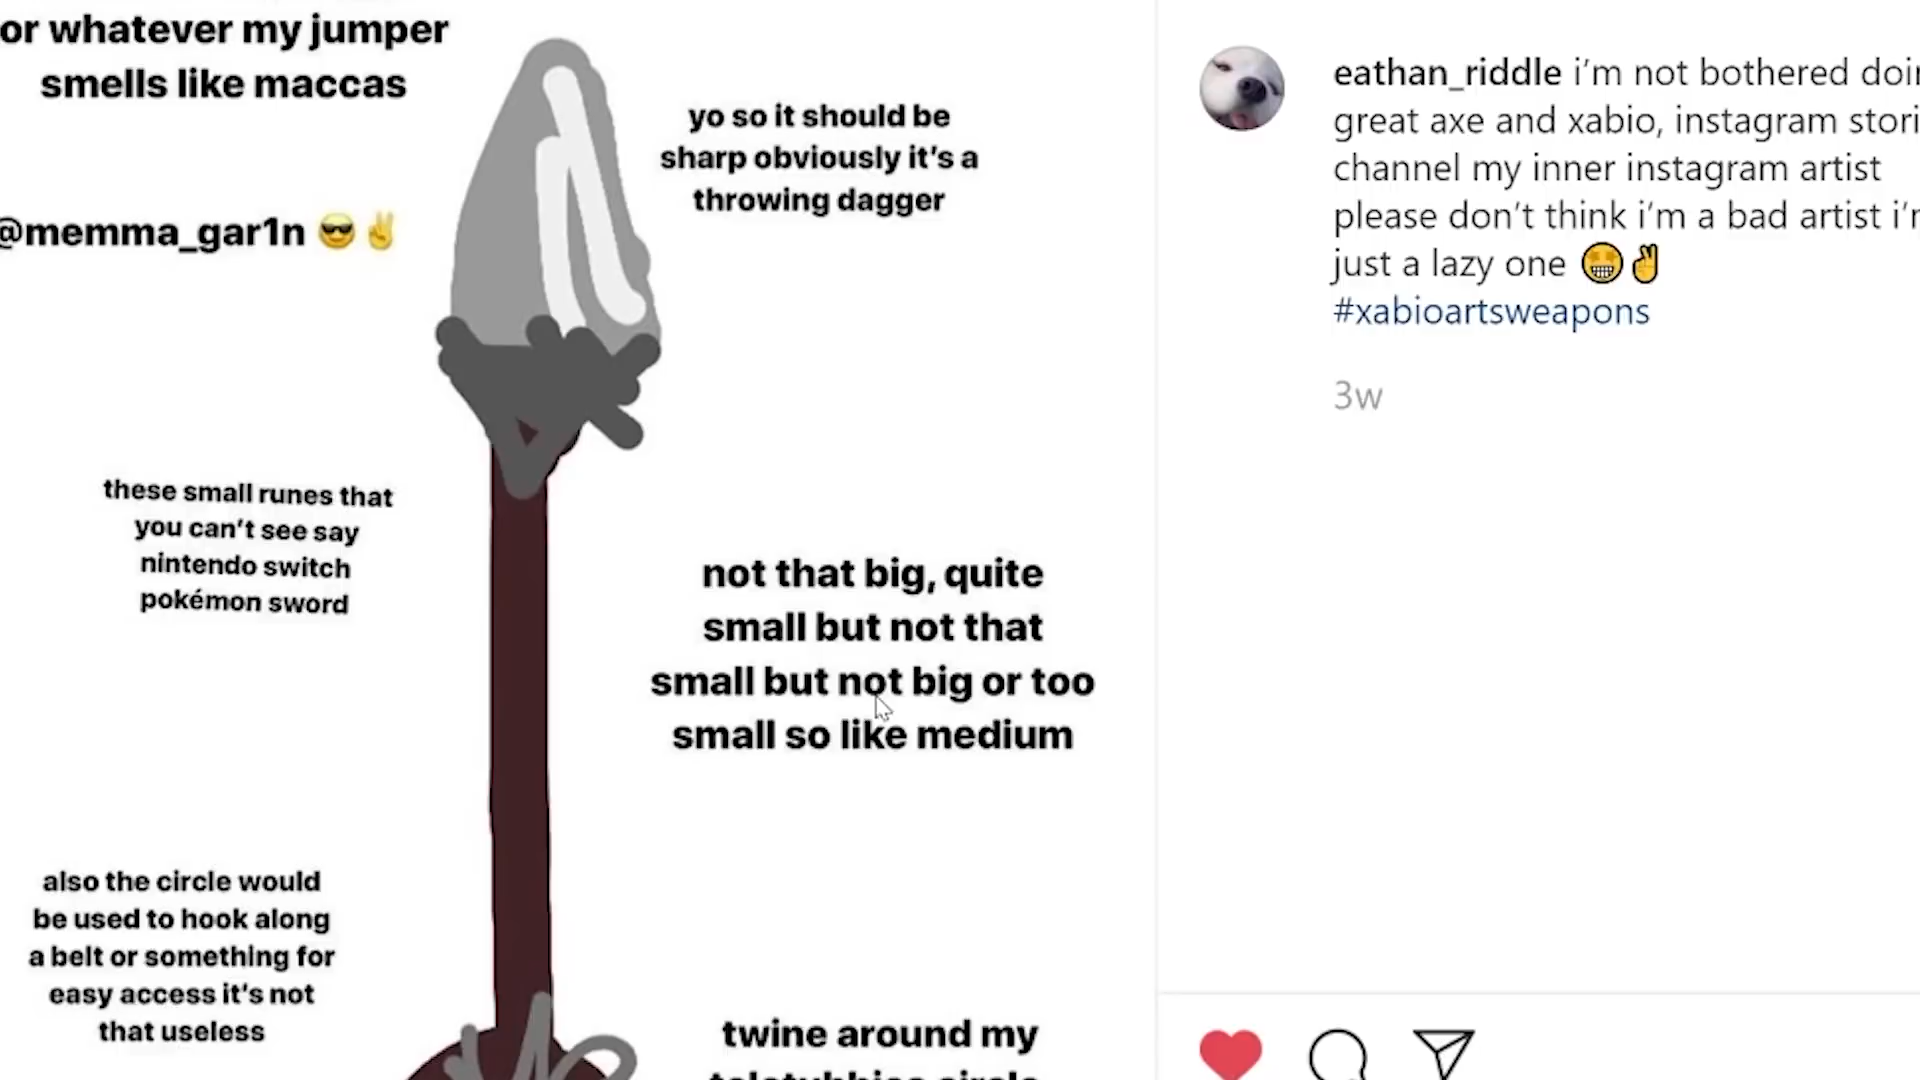 or whatever my jumper
smells like maccas
@memma_gar1n 😎✌️
yo so it should be
sharp obviously it's a
throwing dagger
these small runes that
you can't see say
nintendo switch
pokémon sword
not that big, quite
small but not that
small but not big or too
small so like medium
also the circle would
be used to hook along
a belt or something for
easy access it's not
that useless
twine around my
teletubbies circle
eathan_riddle i'm not bothered
great axe and xabio, instagram
channel my inner instagram artist
please don't think i'm a bad artist
just a lazy one 🤩✌️
#xabioartsweapons
3w